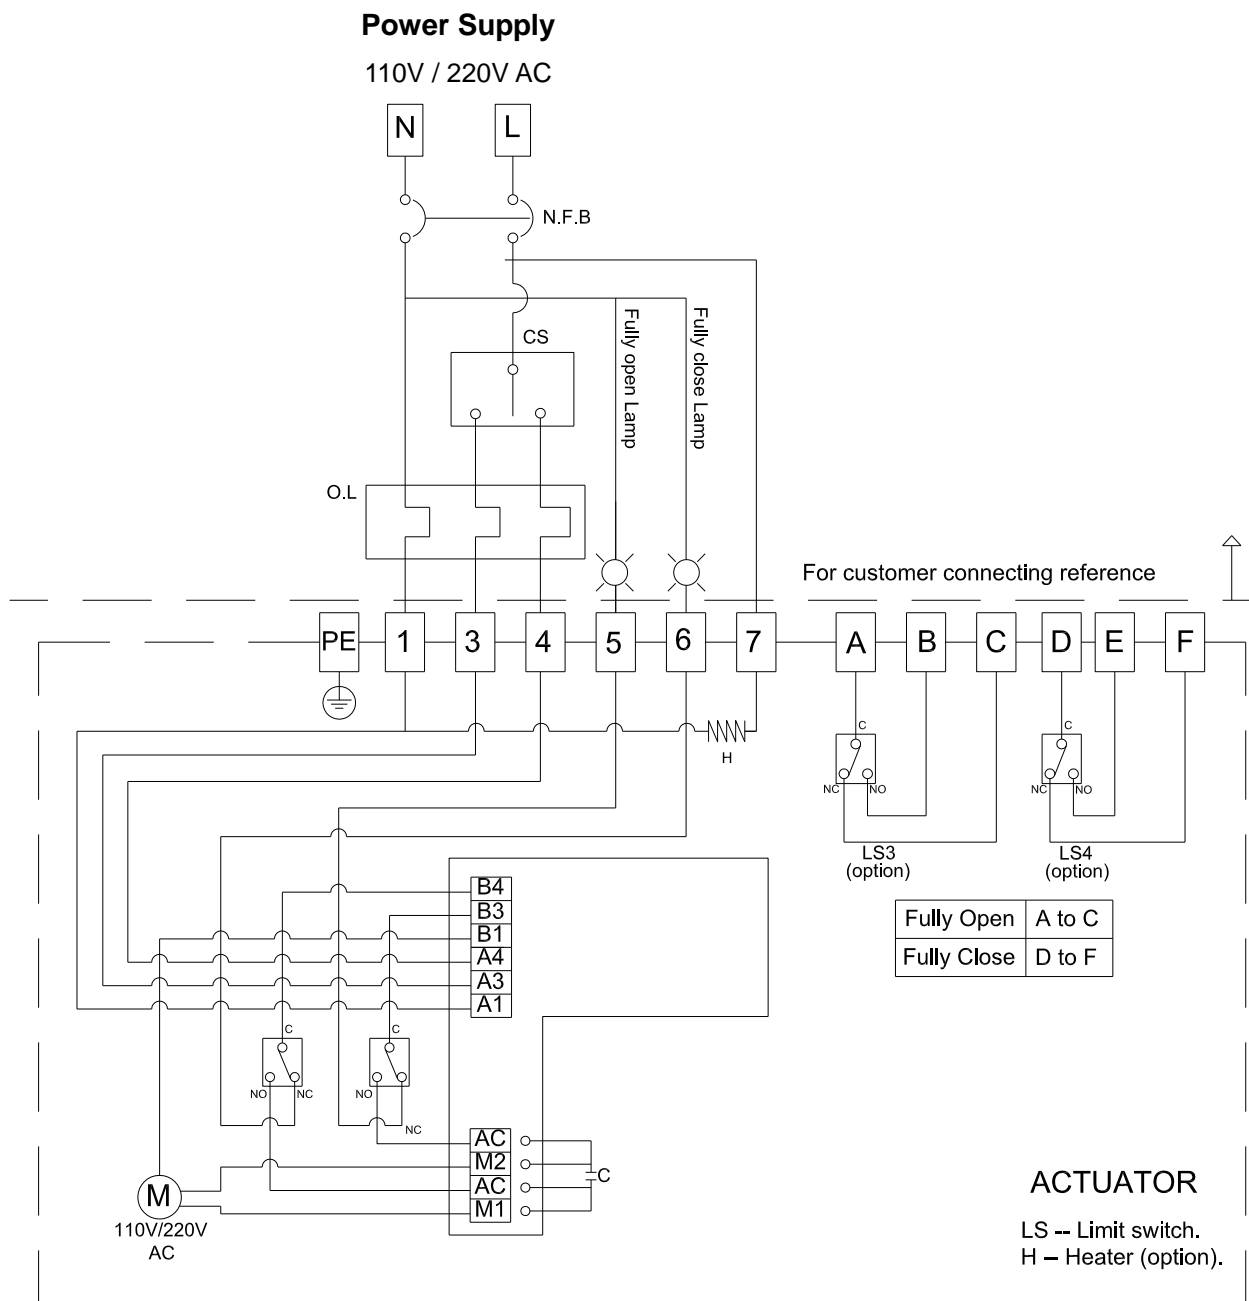 Power Supply
110V / 220V AC
N L
N.F.B
CS
Fully open Lamp
Fully close Lamp
O.L
For customer connecting reference
PE 1 3 4 5 6 7 A B C D E F
H
C
NC NO
LS3
(option)
C
NC NO
LS4
(option)
Fully Open A to C
Fully Close D to F
B4
B3
B1
A4
A3
A1
C
NO NC
C
NO
NC
AC
M2
AC
M1
C
M
110V/220V
AC
ACTUATOR
LS -- Limit switch.
H – Heater (option).